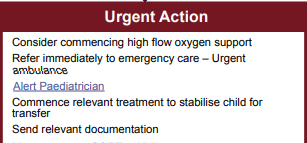 Urgent Action
Consider commencing high flow oxygen support
Refer immediately to emergency care – Urgent
ambulance
Alert Paediatrician
Commence relevant treatment to stabilise child for
transfer
Send relevant documentation